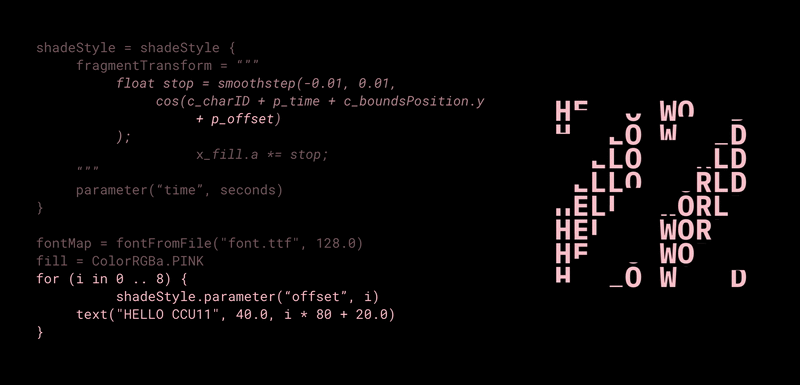 shadeStyle = shadeStyle {
fragmentTransform = """
float stop = smoothstep(-0.01, 0.01,
cos(c_charID + p_time + c_boundsPosition.y
+ p_offset)
);
x_fill.a *= stop;
"""
parameter(“time”, seconds)
}
fontMap = fontFromFile("font.ttf", 128.0)
fill = ColorRGBa.PINK
for (i in 0 .. 8) {
shadeStyle.parameter(“offset”, i)
text("HELLO CCU11", 40.0, i * 80 + 20.0)
}
HE O WO
LO W D
LLO LD
ELLO RLD
HELL ORL
HEL WOR
HE WO
H O W D